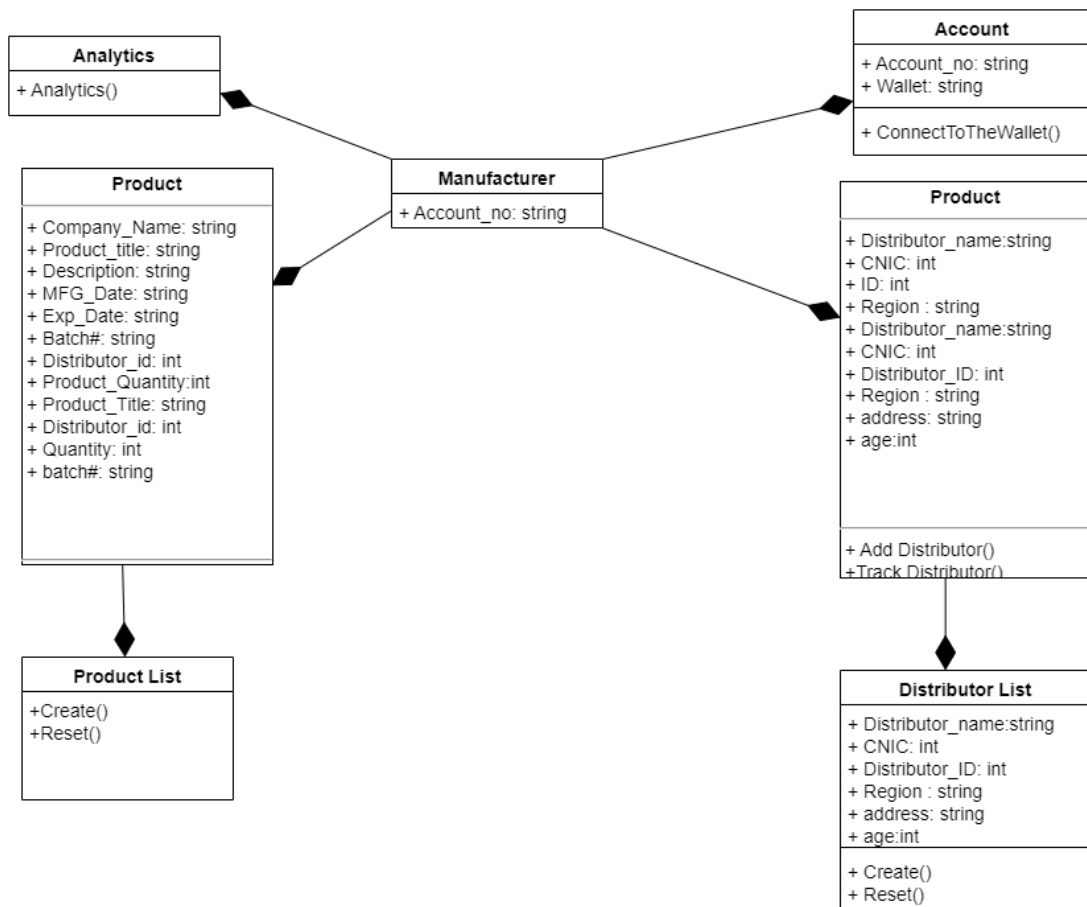 Analytics
+ Analytics()
Account
+ Account_no: string
+ Wallet: string
+ ConnectToTheWallet()
Manufacturer
+ Account_no: string
Product
+ Company_Name: string
+ Product_title: string
+ Description: string
+ MFG_Date: string
+ Exp_Date: string
+ Batch#: string
+ Distributor_id: int
+ Product_Quantity:int
+ Product_Title: string
+ Distributor_id: int
+ Quantity: int
+ batch#: string
Product
+ Distributor_name:string
+ CNIC: int
+ ID: int
+ Region : string
+ Distributor_name:string
+ CNIC: int
+ Distributor_ID: int
+ Region : string
+ address: string
+ age:int
+ Add Distributor()
+Track Distributor()
Product List
+Create()
+Reset()
Distributor List
+ Distributor_name:string
+ CNIC: int
+ Distributor_ID: int
+ Region : string
+ address: string
+ age:int
+ Create()
+ Reset()